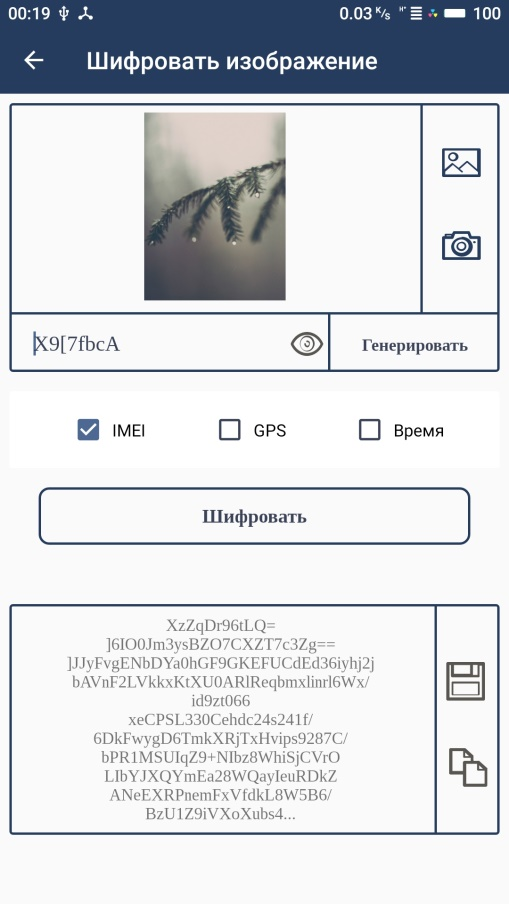 00:19 0.03 K/s H+ 100
Шифровать изображение
X9[7fbcA
Генерировать
IMEI GPS Время
Шифровать
XzZqDr96tLQ=
]6IO0Jm3ysBZO7CXZT7c3Zg==
]JJyFvgENbDYa0hGF9GKEFUCdEd36iyhj2j
bAVnF2LVkkxKtXU0ARlReqbmxlinrl6Wx/
id9zt066
xeCPSL330Cehdc24s241f/
6DkFwygD6TmkXRjTxHvips9287C/
bPR1MSUIqZ9+NIbz8WhiSjCVrO
LIbYJXQYmEa28WQayIeuRDkZ
ANeEXRPnemFxVfdkL8W5B6/
BzU1Z9iVXoXubs4...